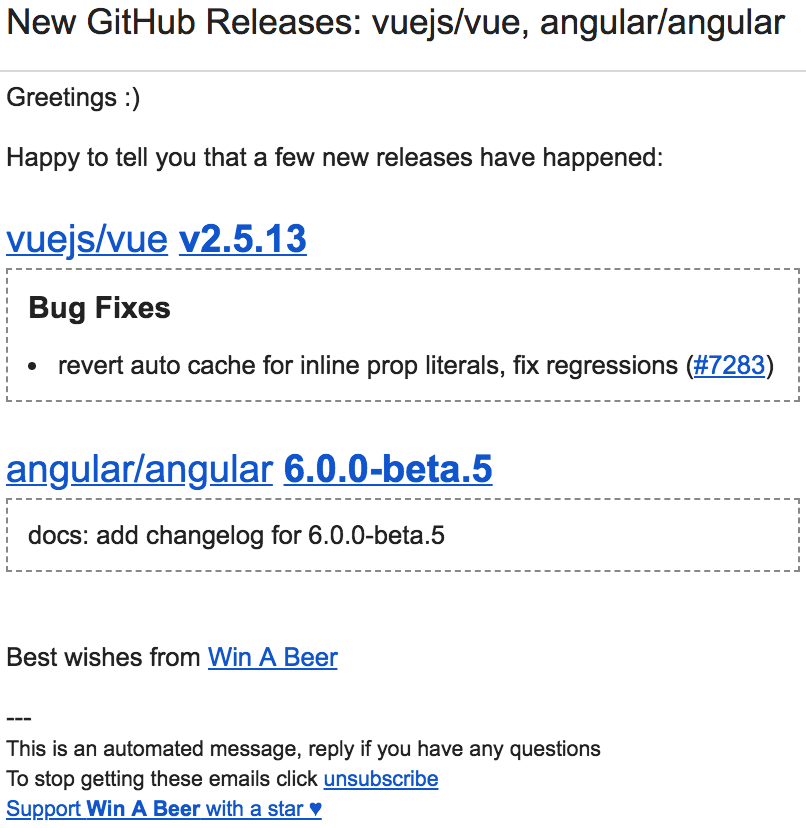 New GitHub Releases: vuejs/vue, angular/angular
Greetings :)
Happy to tell you that a few new releases have happened:
vuejs/vue v2.5.13
Bug Fixes
• revert auto cache for inline prop literals, fix regressions (#7283)
angular/angular 6.0.0-beta.5
docs: add changelog for 6.0.0-beta.5
Best wishes from Win A Beer
---
This is an automated message, reply if you have any questions
To stop getting these emails click unsubscribe
Support Win A Beer with a star ♥